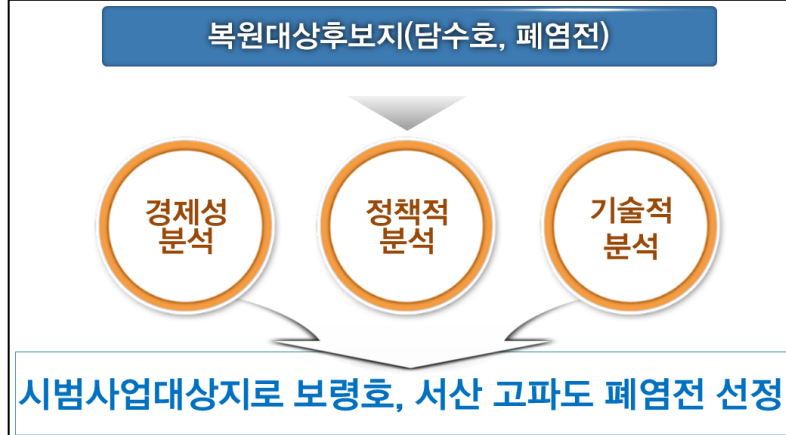 복원대상후보지(담수호, 폐염전)
경제성
분석
정책적
분석
기술적
분석
시범사업대상지로 보령호, 서산 고파도 폐염전 선정